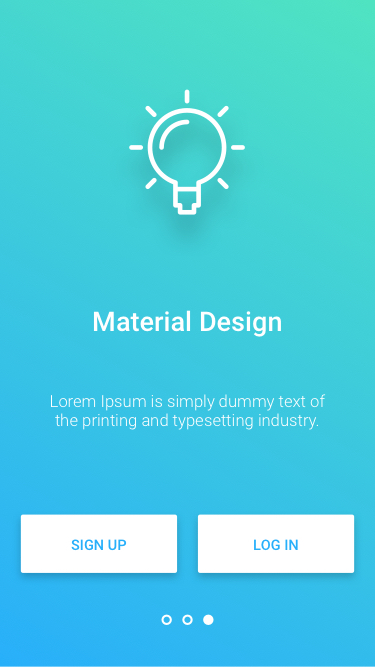 Material Design
Lorem Ipsum is simply dummy text of
the printing and typesetting industry.
SIGN UP
LOG IN